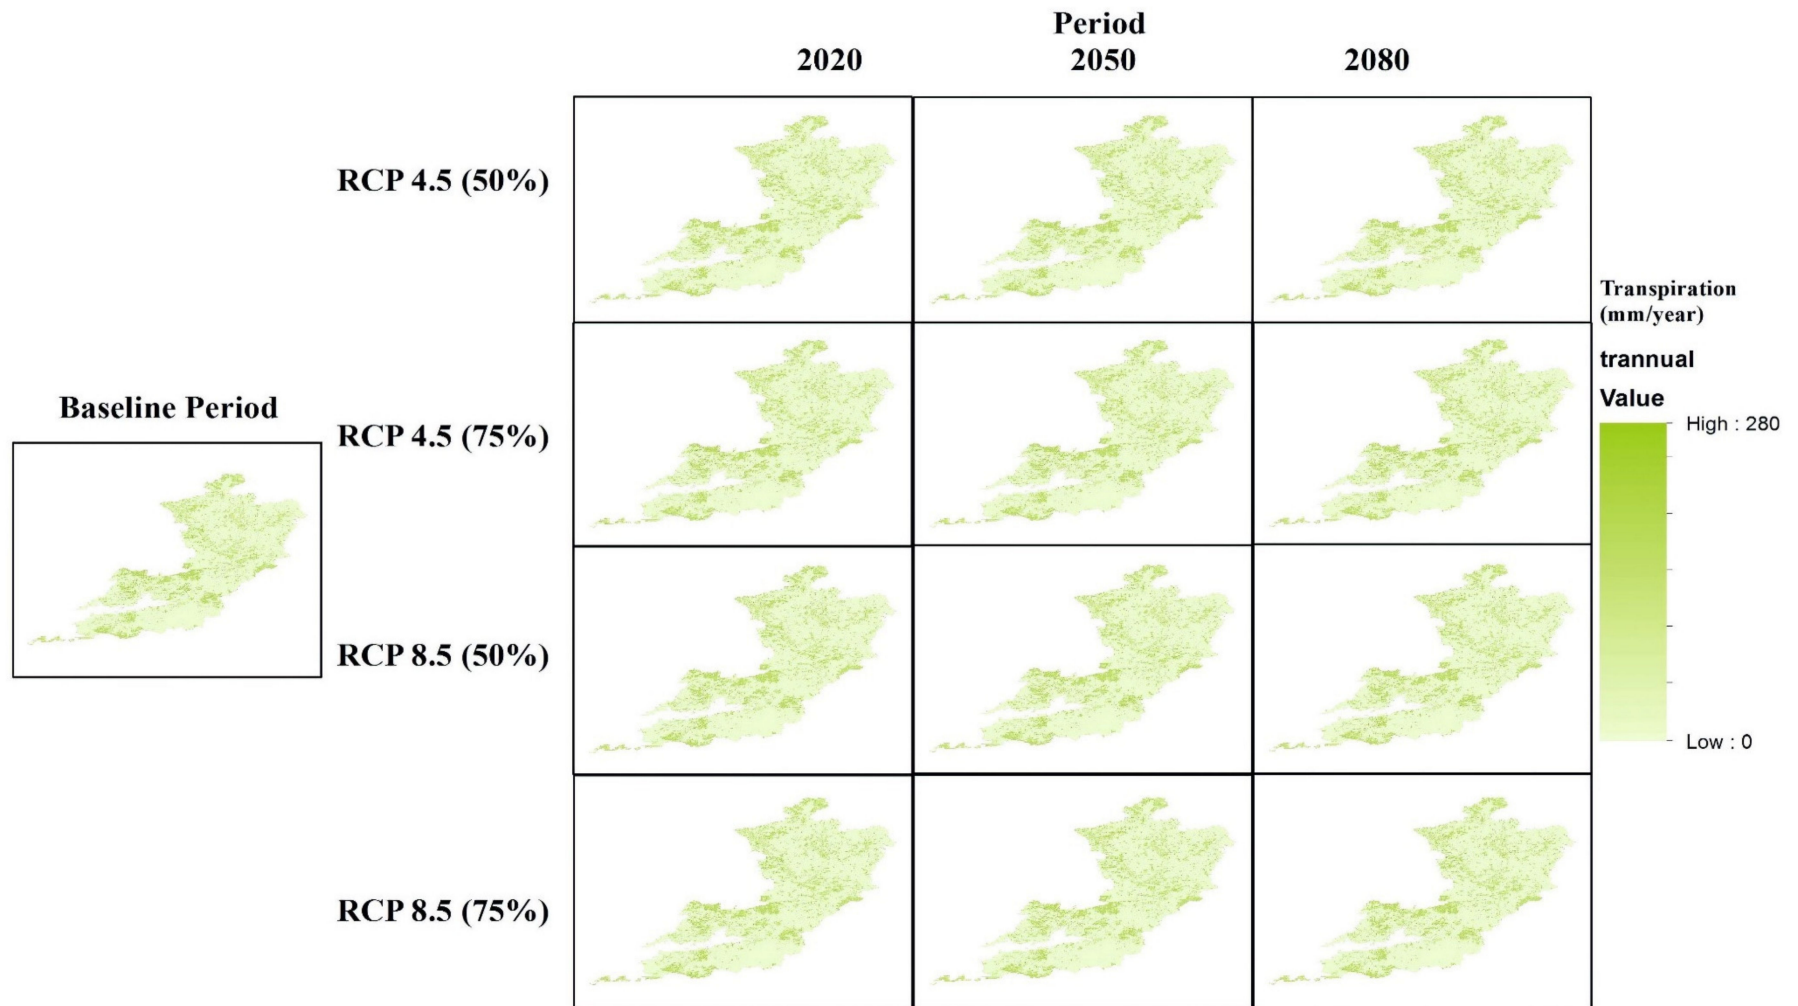 Period
2020 2050 2080
RCP 4.5 (50%)
Transpiration
(mm/year)
trannual
Value
High : 280
Low : 0
Baseline Period
RCP 4.5 (75%)
RCP 8.5 (50%)
RCP 8.5 (75%)